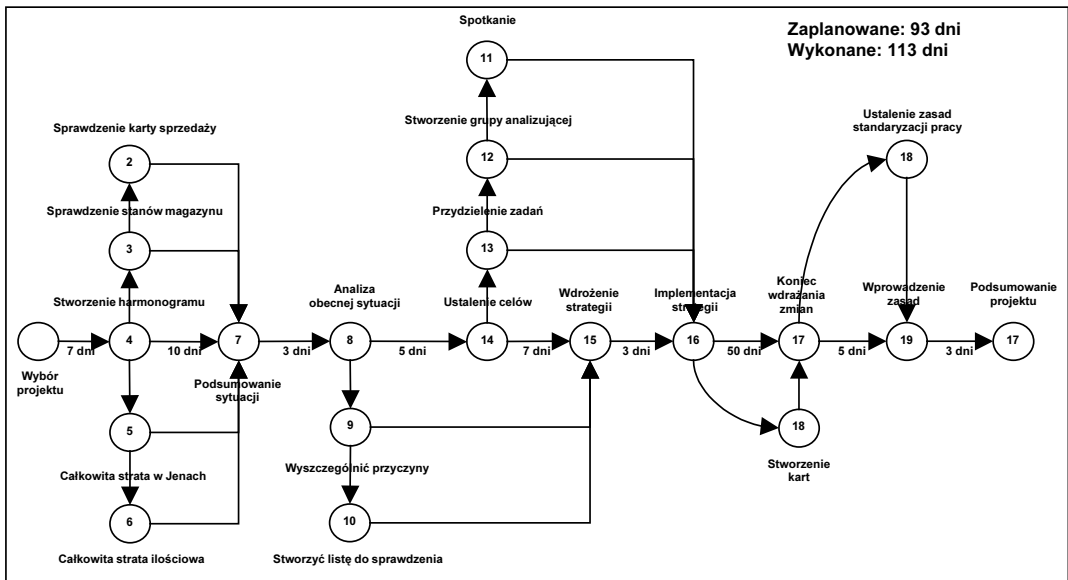 Spotkanie
Zaplanowane: 93 dni
Wykonane: 113 dni
11
Stworzenie grupy analizującej
Ustalenie zasad
standaryzacji pracy
Sprawdzenie karty sprzedaży
2
12
18
Sprawdzenie stanów magazynu
Przydzielenie zadań
3
13
Stworzenie harmonogramu
Analiza
obecnej sytuacji
Ustalenie celów
Wdrożenie
strategii
Implementacja
strategii
Koniec
wdrażania
zmian
Wprowadzenie
zasad
Podsumowanie
projektu
4
7
8
14
15
16
17
19
17
7 dni
10 dni
3 dni
5 dni
7 dni
3 dni
50 dni
5 dni
3 dni
Wybór
projektu
Podsumowanie
sytuacji
5
9
18
Całkowita strata w Jenach
Wyszczególnić przyczyny
Stworzenie
kart
6
10
Całkowita strata ilościowa
Stworzyć listę do sprawdzenia